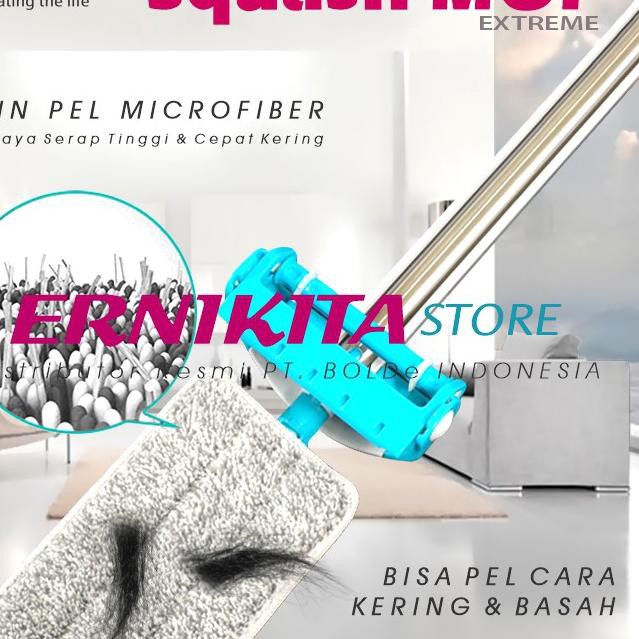 ating the life
squash MOP
EXTREME
IN PEL MICROFIBER
aya Serap Tinggi & Cepat Kering
ERNIKITA STORE
stributor Resmi PT. BOLDe INDONESIA
BISA PEL CARA
KERING & BASAH